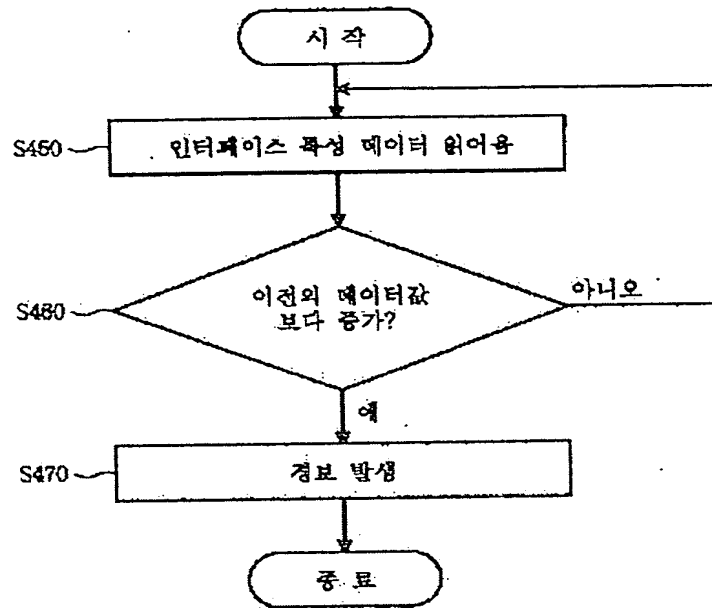 시 작
S450
인터페이스 특성 데이터 읽어옴
S460
이전의 데이터값
보다 증가?
아니오
예
S470
경보 발생
종 료